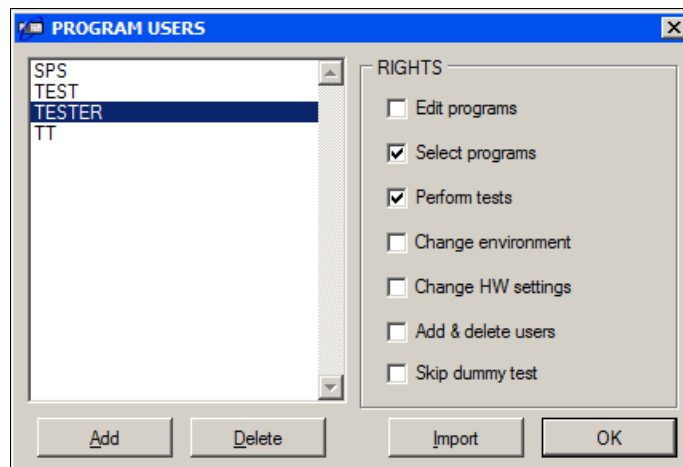 PROGRAM USERS
SPS
TEST
TESTER
TT
RIGHTS
Edit programs
Select programs
Perform tests
Change environment
Change HW settings
Add & delete users
Skip dummy test
Add
Delete
Import
OK